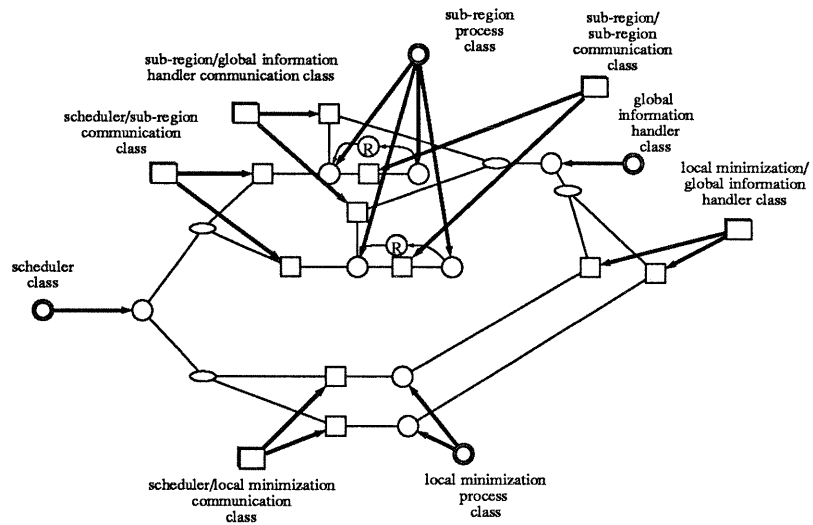 sub-region
process
class
sub-region/
sub-region
communication
class
sub-region/global information
handler communication class
scheduler/sub-region
communication
class
global
information
handler
class
local minimization/
global information
handler class
R
R
scheduler
class
scheduler/local minimization
communication
class
local minimization
process
class